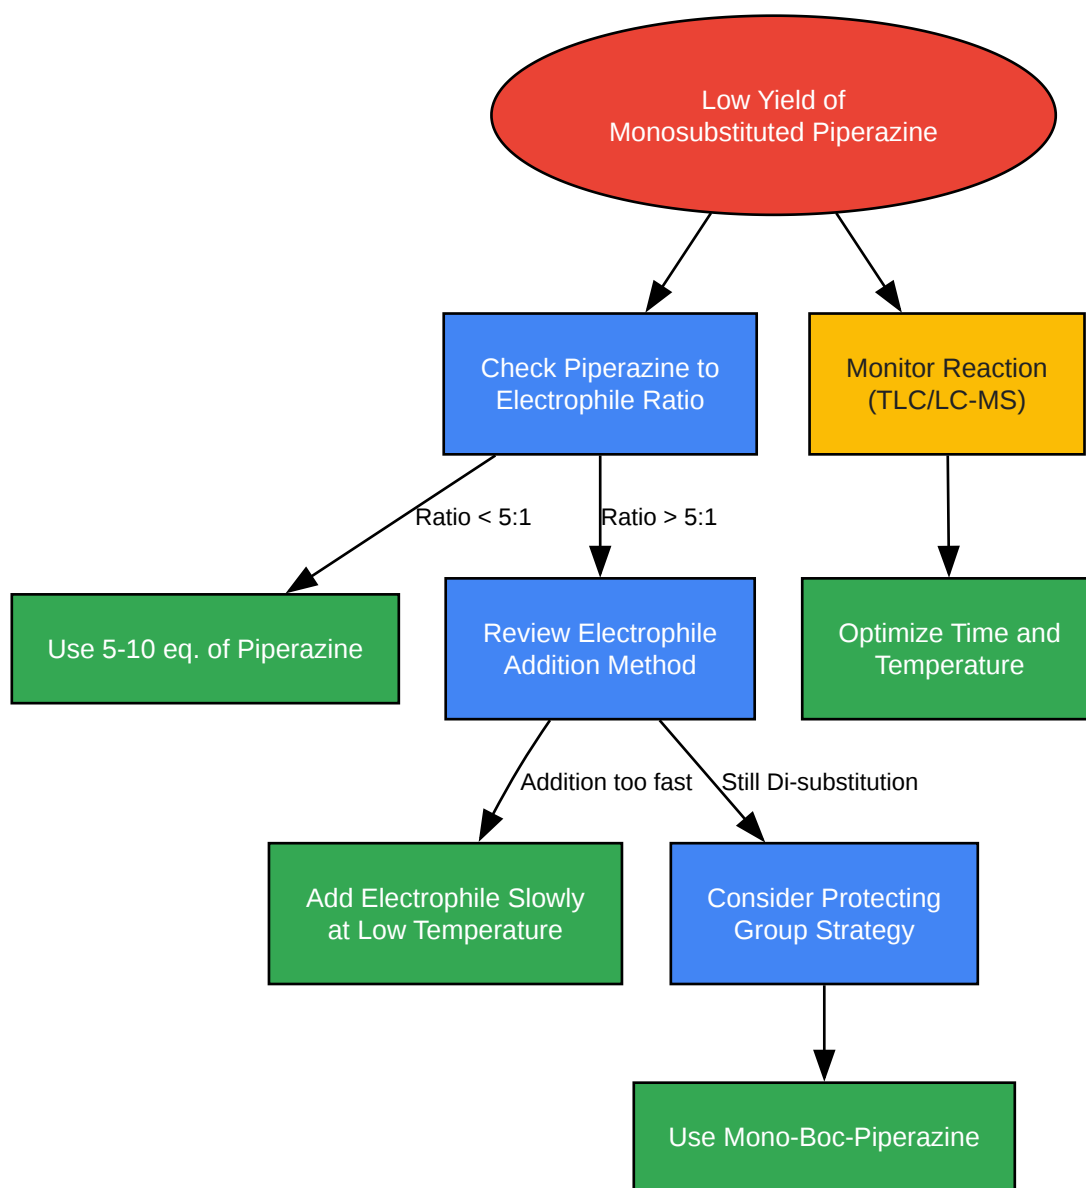 Low Yield of
Monosubstituted Piperazine
Check Piperazine to
Electrophile Ratio
Monitor Reaction
(TLC/LC-MS)
Ratio < 5:1
Ratio > 5:1
Use 5-10 eq. of Piperazine
Review Electrophile
Addition Method
Optimize Time and
Temperature
Addition too fast
Still Di-substitution
Add Electrophile Slowly
at Low Temperature
Consider Protecting
Group Strategy
Use Mono-Boc-Piperazine